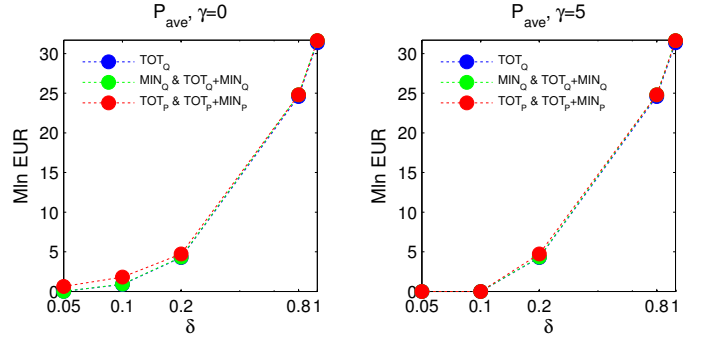 P_ave, γ=0
Mln EUR
30
25
20
15
10
5
0
TOT_Q
MIN_Q & TOT_Q+MIN_Q
TOT_P & TOT_P+MIN_P
0.05 0.1 0.2 0.8 1
δ
P_ave, γ=5
Mln EUR
30
25
20
15
10
5
0
TOT_Q
MIN_Q & TOT_Q+MIN_Q
TOT_P & TOT_P+MIN_P
0.05 0.1 0.2 0.8 1
δ